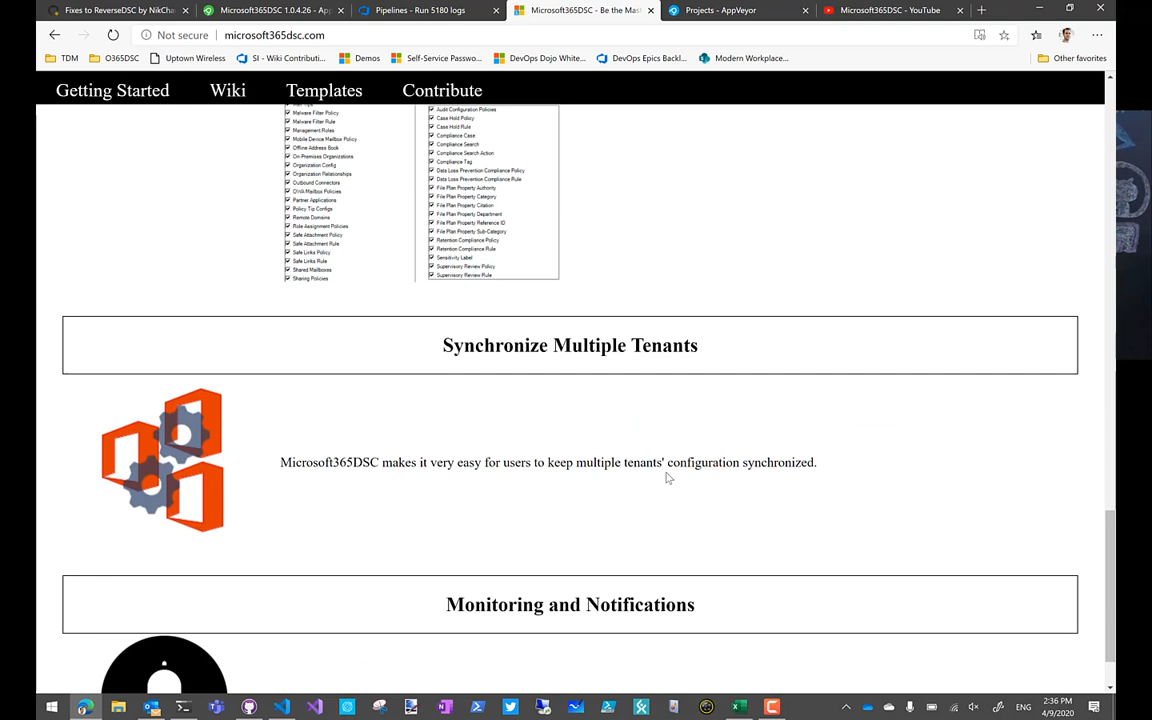 Fixes to ReverseDSC by NikCha
Microsoft365DSC 1.0.4.26 - App
Pipelines - Run 5180 logs
Microsoft365DSC - Be the Mas
Projects - AppVeyor
Microsoft365DSC - YouTube
Not secure | microsoft365dsc.com
TDM
O365DSC
Uptown Wireless
SI - Wiki Contributi...
Demos
Self-Service Passwo...
DevOps Dojo White...
DevOps Epics Backl...
Modern Workplace...
Other favorites
Getting Started
Wiki
Templates
Contribute
Malware Filter Policy
Malware Filter Rule
Management Roles
Mobile Device Mailbox Policy
Offline Address Book
On-Premises Organizations
Organization Config
Organization Relationships
Outbound Connectors
OWA Mailbox Policies
Partner Applications
Policy Tip Configs
Remote Domains
Role Assignment Policies
Safe Attachment Policy
Safe Attachment Rule
Safe Links Policy
Safe Links Rule
Shared Mailboxes
Sharing Policies
Audit Configuration Policies
Case Hold Policy
Case Hold Rule
Compliance Case
Compliance Search
Compliance Search Action
Compliance Tag
Data Loss Prevention Compliance Policy
Data Loss Prevention Compliance Rule
File Plan Property Authority
File Plan Property Category
File Plan Property Citation
File Plan Property Department
File Plan Property Reference ID
File Plan Property Sub-Category
Retention Compliance Policy
Retention Compliance Rule
Sensitivity Label
Supervisory Review Policy
Supervisory Review Rule
Synchronize Multiple Tenants
Microsoft365DSC makes it very easy for users to keep multiple tenants' configuration synchronized.
Monitoring and Notifications
ENG
2:36 PM
4/9/2020